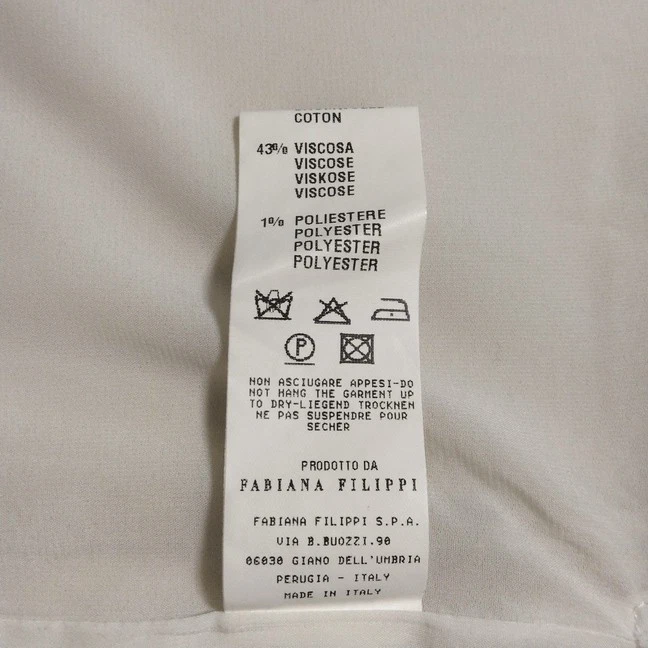 COTON
43% VISCOSA
VISCOSE
VISKOSE
VISCOSE
1% POLIESTERE
POLYESTER
POLYESTER
POLYESTER
P
NON ASCIUGARE APPESI-DO
NOT HANG THE GARMENT UP
TO DRY-LIEGEND TROCKNEN
NE PAS SUSPENDRE POUR
SECHER
PRODOTTO DA
FABIANA FILIPPI
FABIANA FILIPPI S.P.A.
VIA B.BUOZZI.90
06030 GIANO DELL'UMBRIA
PERUGIA - ITALY
MADE IN ITALY